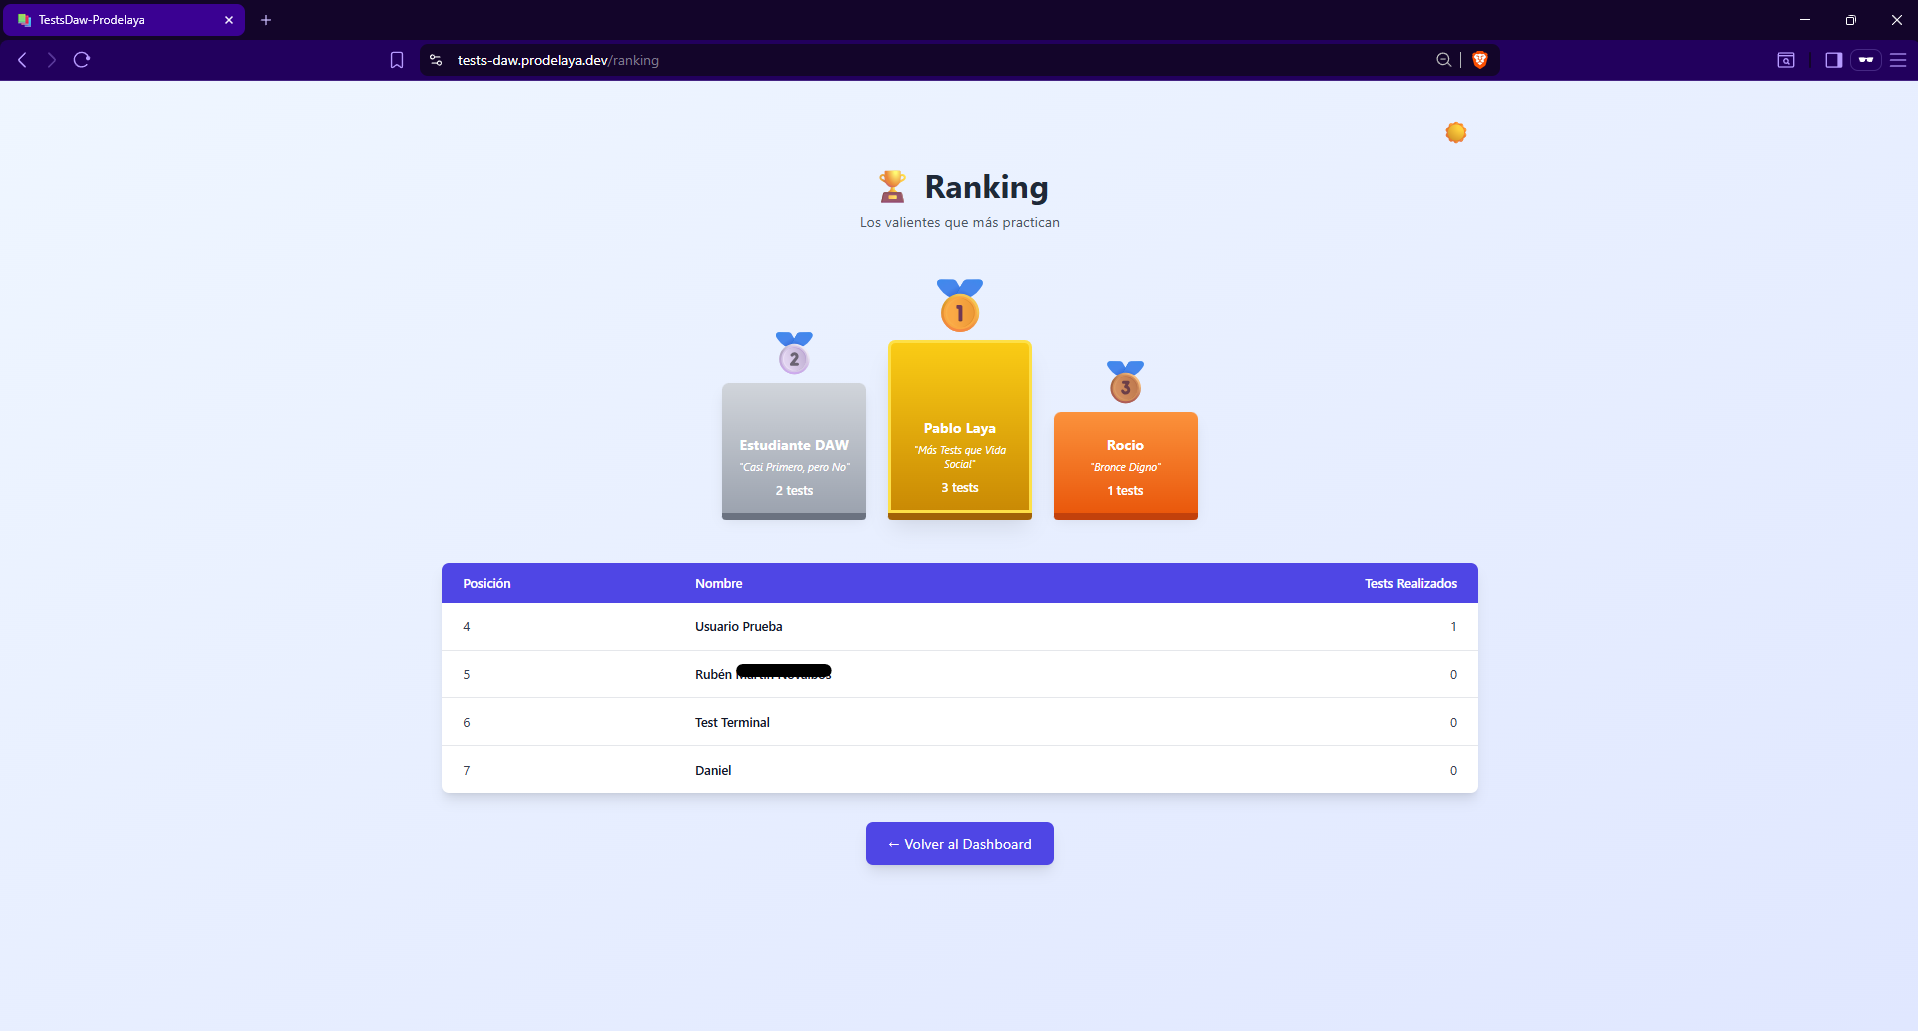 TestsDaw-Prodelaya
tests-daw.prodelaya.dev/ranking
Ranking
Los valientes que más practican
1
2
3
Estudiante DAW
"Casi Primero, pero No"
2 tests
Pablo Laya
"Más Tests que Vida
Social"
3 tests
Rocio
"Bronce Digno"
1 tests
Posición Nombre Tests Realizados
4 Usuario Prueba 1
5 Rubén 0
6 Test Terminal 0
7 Daniel 0
← Volver al Dashboard